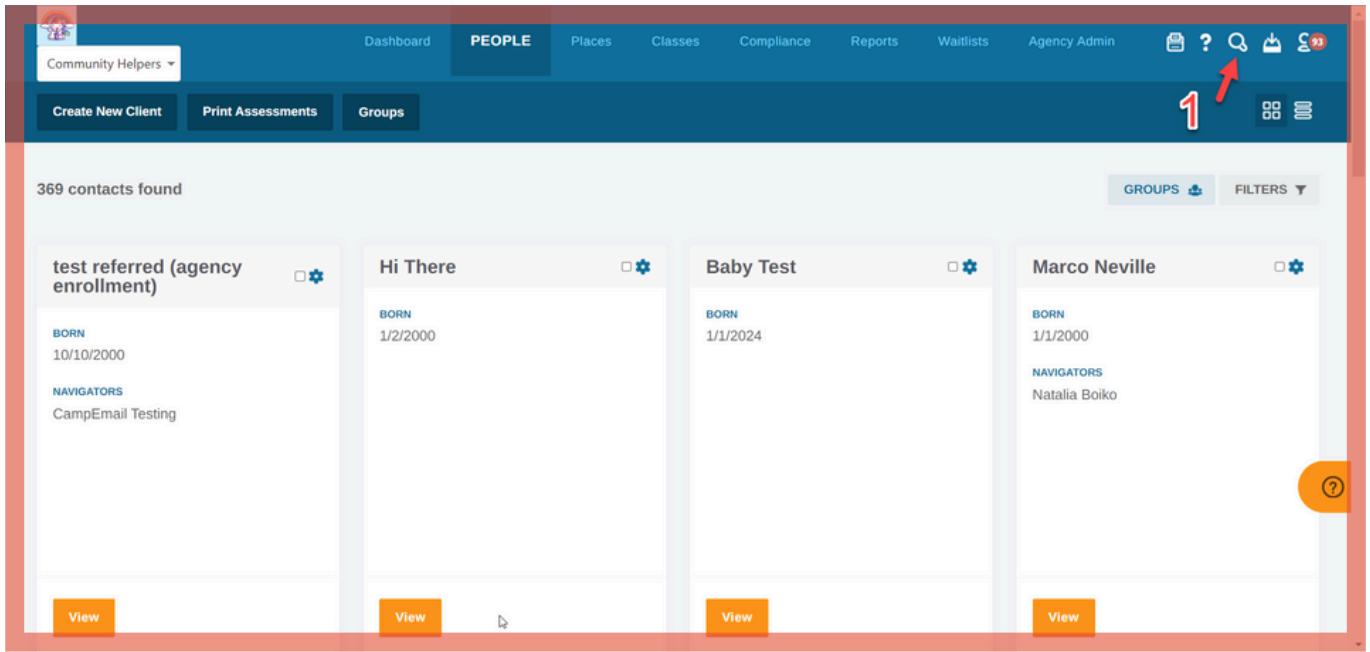 Community Helpers
Dashboard PEOPLE Places Classes Compliance Reports Waitlists Agency Admin ? 93
Create New Client Print Assessments Groups
1
369 contacts found
GROUPS FILTERS
test referred (agency enrollment)
Hi There
Baby Test
Marco Neville
BORN
10/10/2000
NAVIGATORS
CampEmail Testing
BORN
1/2/2000
BORN
1/1/2024
BORN
1/1/2000
NAVIGATORS
Natalia Boiko
?
View View View View